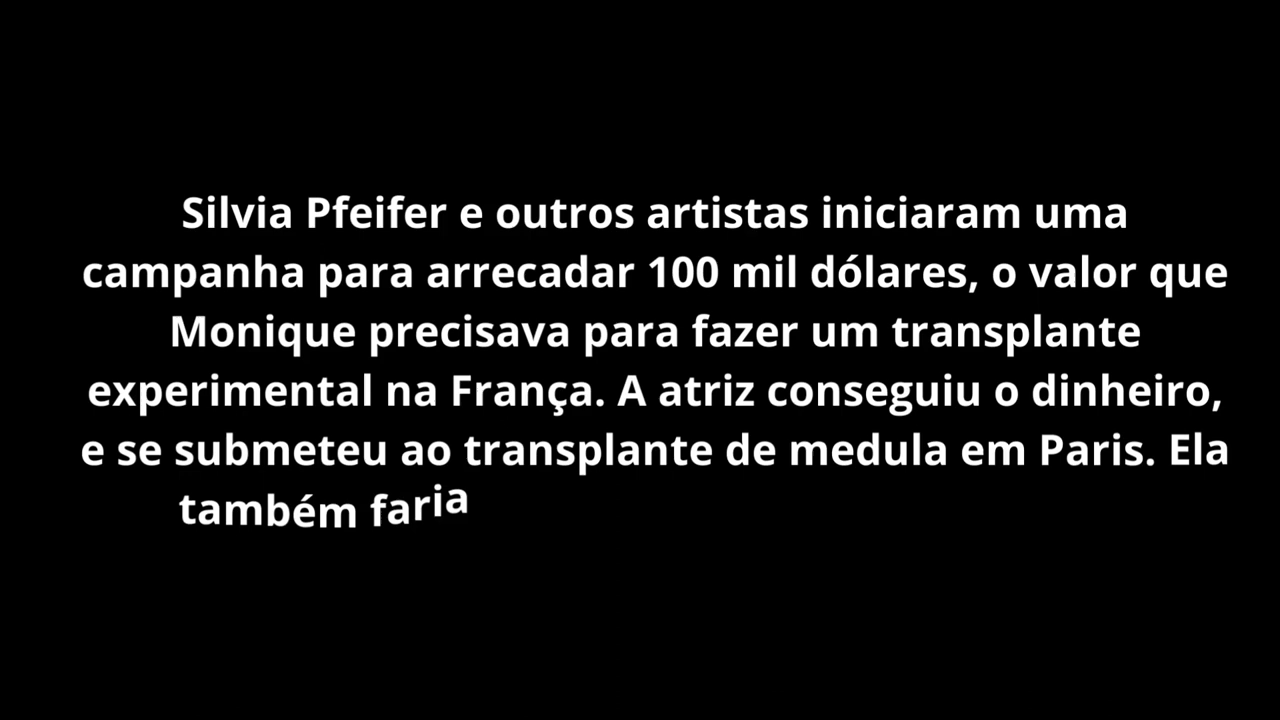 Silvia Pfeifer e outros artistas iniciaram uma
campanha para arrecadar 100 mil dólares, o valor que
Monique precisava para fazer um transplante
experimental na França. A atriz conseguiu o dinheiro,
e se submeteu ao transplante de medula em Paris. Ela
também faria